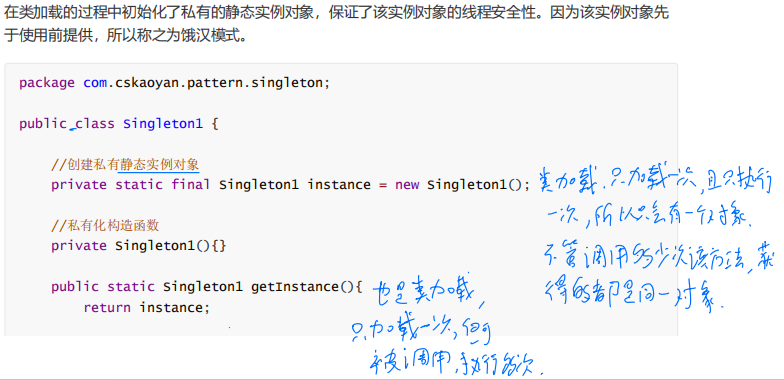 在类加载的过程中初始化了私有的静态实例对象，保证了该实例对象的线程安全性。因为该实例对象先
于使用前提供，所以称之为饿汉模式。
package com.cskaoyan.pattern.singleton;
public class Singleton1 {
//创建私有静态实例对象
private static final Singleton1 instance = new Singleton1();
类加载.只加载一次,且只执行
一次,所以只会有一个对象.
//私有化构造函数
private Singleton1(){}
不管调用多少次该方法,获
得的都是同一对象.
public static Singleton1 getInstance(){
return instance;
也是类加载,
只加载一次,但可
被调用,执行多次.